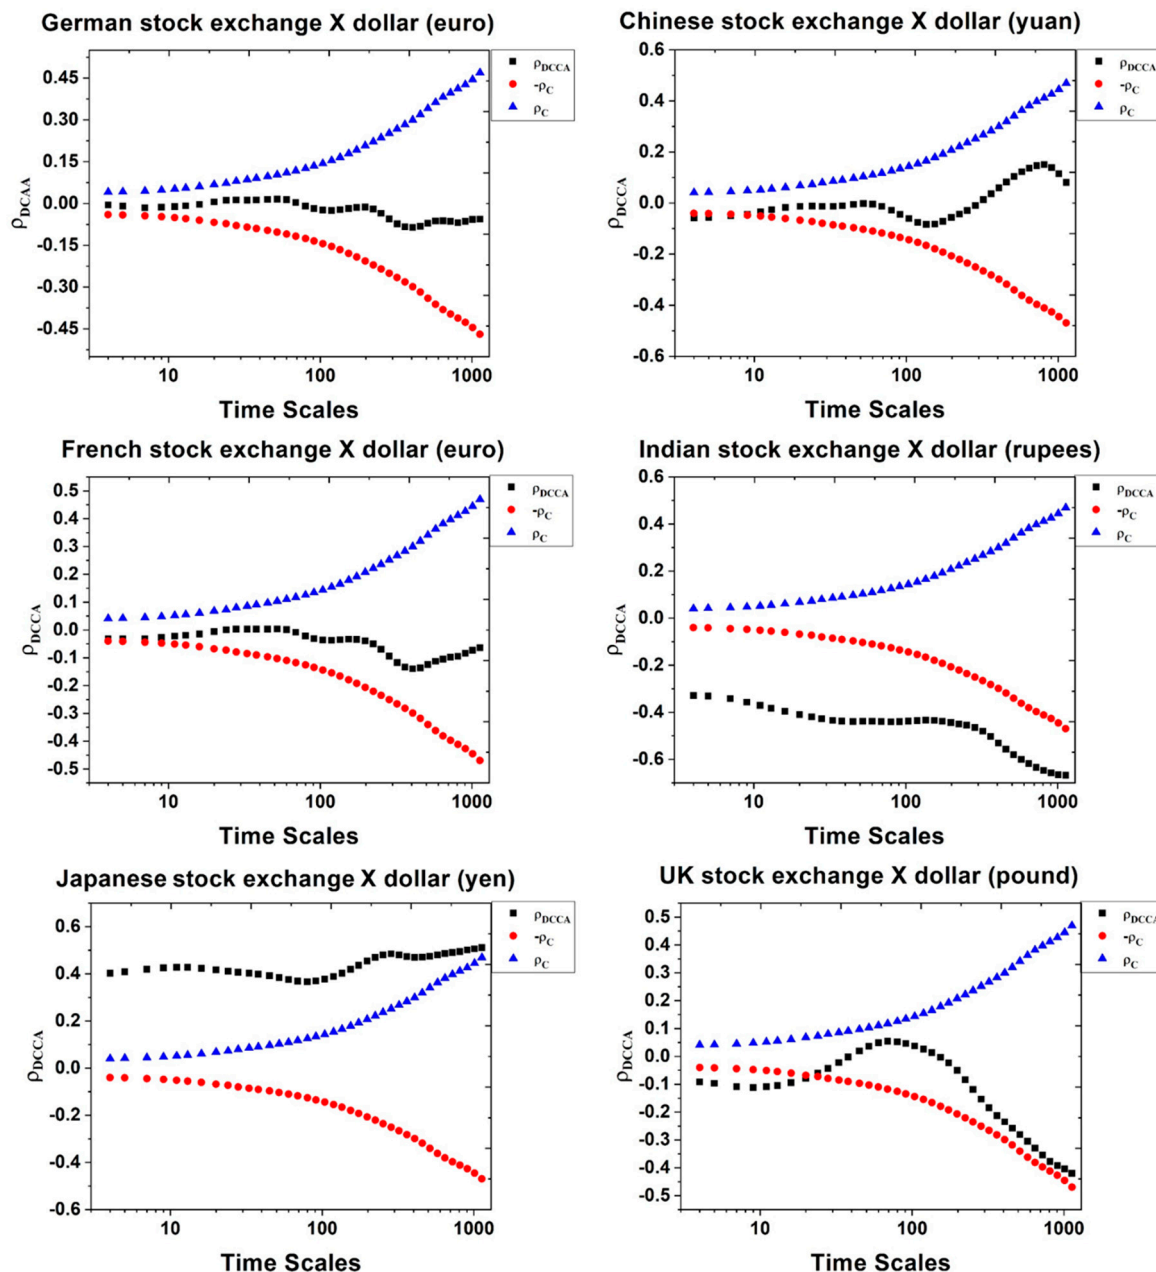 German stock exchange X dollar (euro)
ρDCAA
0.45
0.30
0.15
0.00
-0.15
-0.30
-0.45
10
100
1000
Time Scales
ρDCCA
-ρC
ρC
Chinese stock exchange X dollar (yuan)
ρDCCA
0.6
0.4
0.2
0.0
-0.2
-0.4
-0.6
10
100
1000
Time Scales
ρDCCA
-ρC
ρC
French stock exchange X dollar (euro)
ρDCCA
0.5
0.4
0.3
0.2
0.1
0.0
-0.1
-0.2
-0.3
-0.4
-0.5
10
100
1000
Time Scales
ρDCCA
-ρC
ρC
Indian stock exchange X dollar (rupees)
ρDCCA
0.6
0.4
0.2
0.0
-0.2
-0.4
-0.6
10
100
1000
Time Scales
ρDCCA
-ρC
ρC
Japanese stock exchange X dollar (yen)
ρDCCA
0.6
0.4
0.2
0.0
-0.2
-0.4
-0.6
10
100
1000
Time Scales
ρDCCA
-ρC
ρC
UK stock exchange X dollar (pound)
ρDCCA
0.5
0.4
0.3
0.2
0.1
0.0
-0.1
-0.2
-0.3
-0.4
-0.5
10
100
1000
Time Scales
ρDCCA
-ρC
ρC